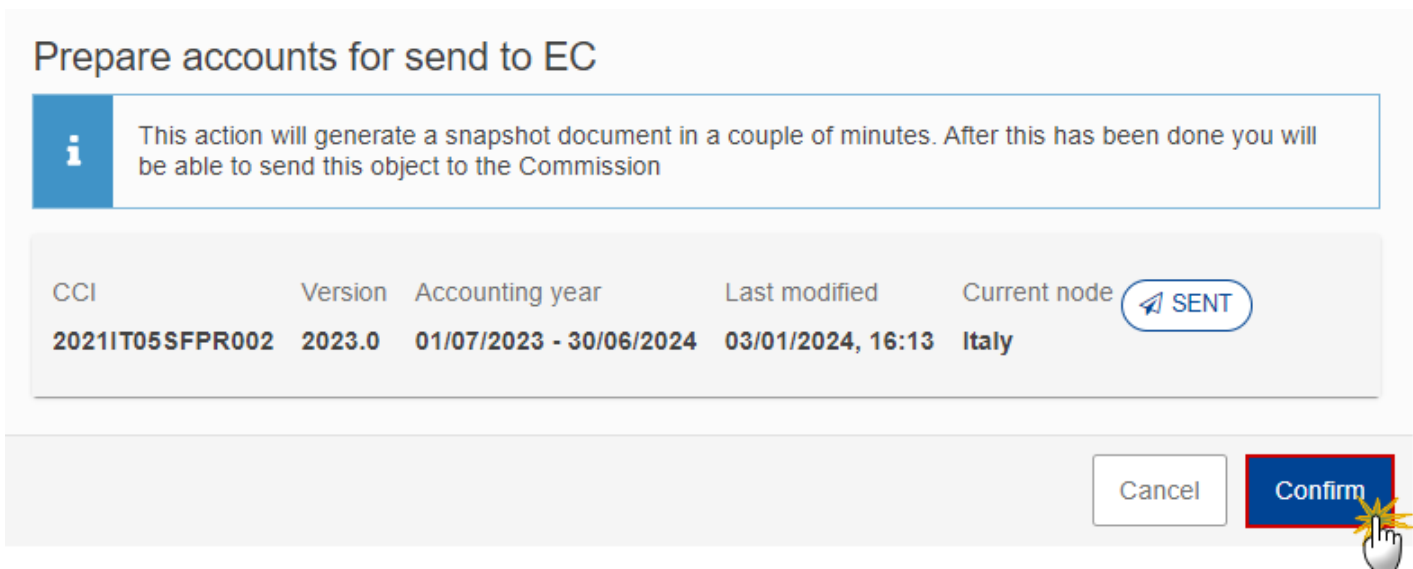 Prepare accounts for send to EC
This action will generate a snapshot document in a couple of minutes. After this has been done you will
be able to send this object to the Commission
CCI Version Accounting year Last modified Current node SENT
2021IT05SFPR002 2023.0 01/07/2023 - 30/06/2024 03/01/2024, 16:13 Italy
Cancel Confirm